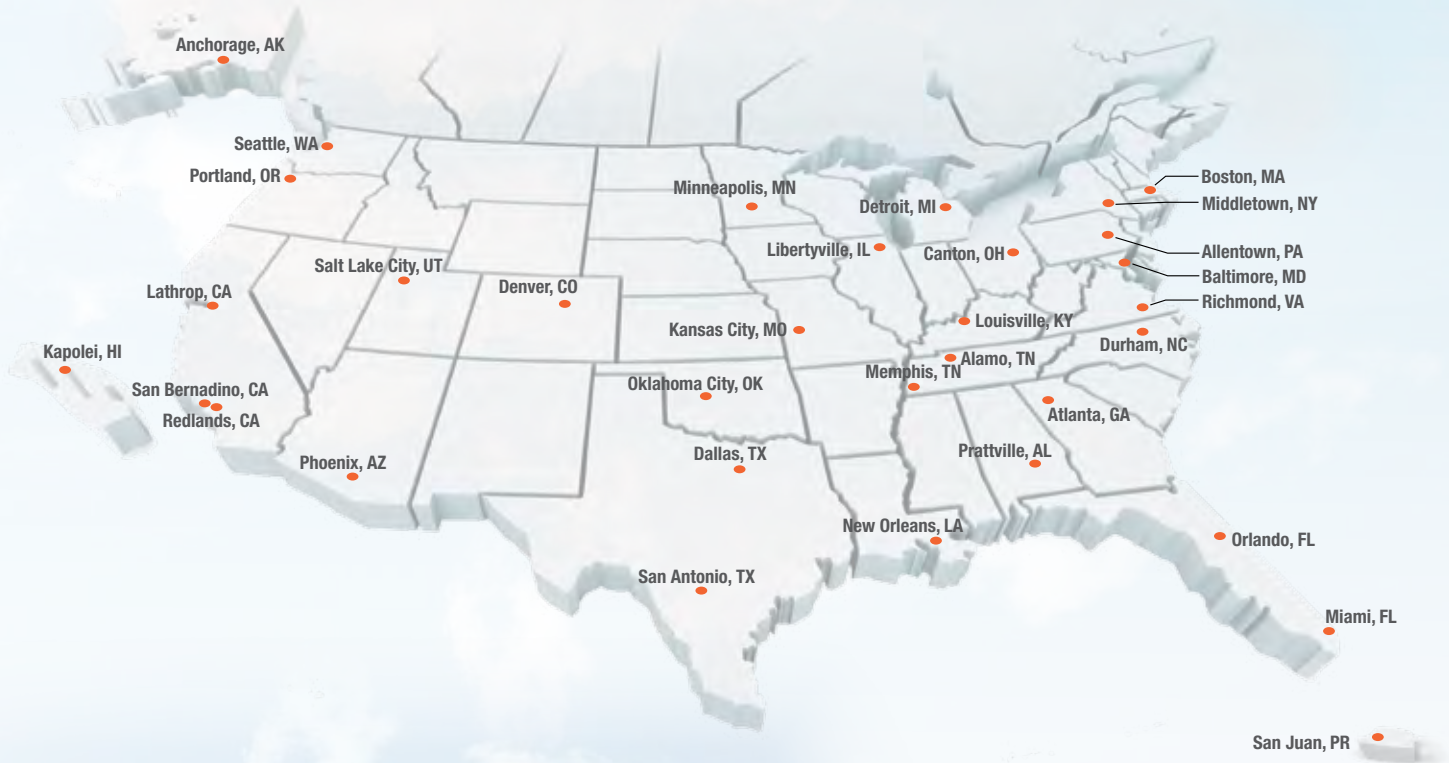 Anchorage, AK
Seattle, WA
Portland, OR
Minneapolis, MN
Detroit, MI
Boston, MA
Middletown, NY
Libertyville, IL
Canton, OH
Allentown, PA
Baltimore, MD
Salt Lake City, UT
Denver, CO
Lathrop, CA
Richmond, VA
Kansas City, MO
Louisville, KY
Durham, NC
Kapolei, HI
Alamo, TN
Memphis, TN
San Bernadino, CA
Oklahoma City, OK
Redlands, CA
Atlanta, GA
Phoenix, AZ
Dallas, TX
Prattville, AL
New Orleans, LA
Orlando, FL
San Antonio, TX
Miami, FL
San Juan, PR